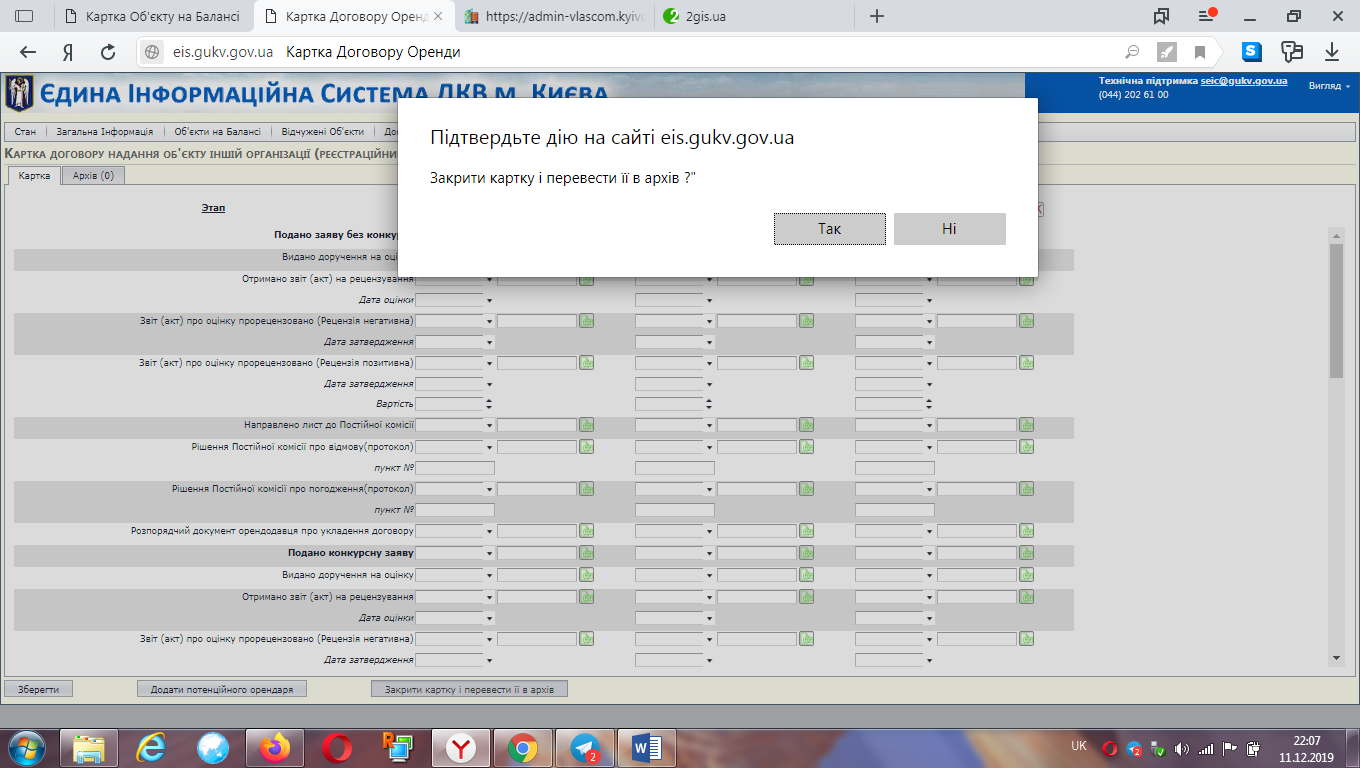 Картка Об'єкту на Балансі
Картка Договору Оренд
https://admin-vlascom.kyivc
2gis.ua
Я
eis.gukv.gov.ua Картка Договору Оренди
Єдина Інформаційна Система ДКВ м. Києва
Технічна підтримка seic@gukv.gov.ua
(044) 202 61 00
Вигляд
Стан
Загальна Інформація
Об'єкти на Балансі
Відчужені Об'єкти
Картка договору надання об'єкту іншій організації (реєстраційни
Картка
Архів (0)
Підтвердьте дію на сайті eis.gukv.gov.ua
Закрити картку і перевести її в архів ?"
Так
Ні
Этап
Подано заяву без конку
Видано доручення на оці
Отримано звіт (акт) на рецензування
Дата оцінки
Звіт (акт) про оцінку прорецензовано (Рецензія негативна)
Дата затвердження
Звіт (акт) про оцінку прорецензовано (Рецензія позитивна)
Дата затвердження
Вартість
Направлено лист до Постійної комісії
Рішення Постійної комісії про відмову(протокол)
пункт №
Рішення Постійної комісії про погодження(протокол)
пункт №
Розпорядчий документ орендодавця про укладення договору
Подано конкурсну заяву
Видано доручення на оцінку
Отримано звіт (акт) на рецензування
Дата оцінки
Звіт (акт) про оцінку прорецензовано (Рецензія негативна)
Дата затвердження
Зберегти
Додати потенційного орендаря
Закрити картку і перевести її в архів
UK
22:07
11.12.2019